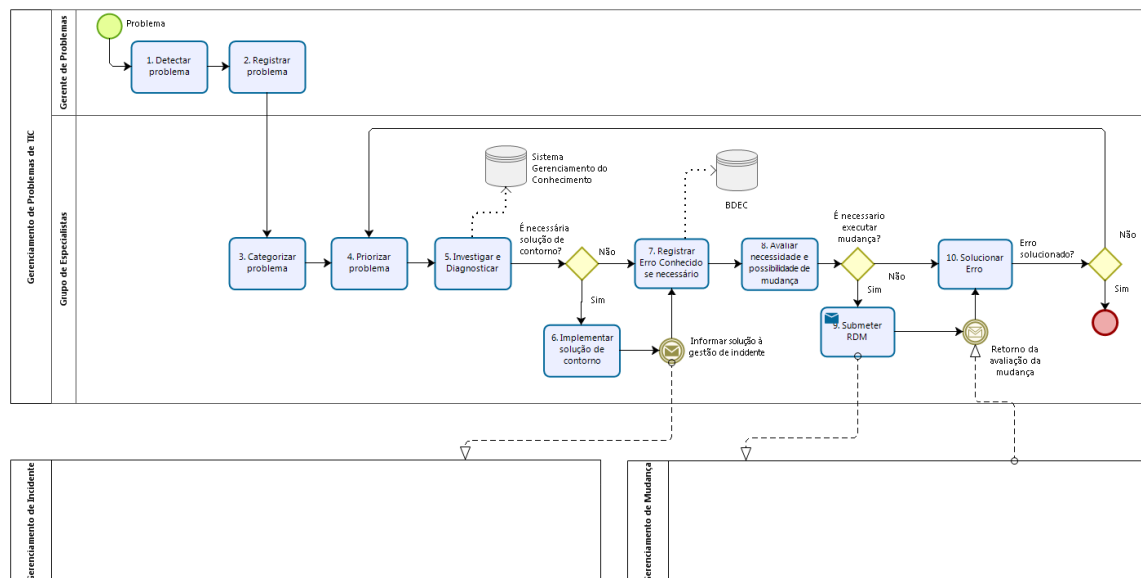 Gerenciamento de Problemas de TIC
Gerente de Problemas
Problema
1. Detectar
problema
2. Registrar
problema
Grupo de Especialistas
3. Categorizar
problema
4. Priorizar
problema
5. Investigar e
Diagnosticar
Sistema
Gerenciamento do
Conhecimento
É necessária
solução de
contorno?
Não
Sim
6. Implementar
solução de
contorno
Informar solução à
gestão de incidente
7. Registrar
Erro Conhecido
se necessário
BDEC
8. Avaliar
necessidade e
possibilidade de
mudança
É necessario
executar
mudança?
Não
Sim
9. Submeter
RDM
Retorno da
avaliação da
mudança
10. Solucionar
Erro
Erro
solucionado?
Não
Sim
Gerenciamento de Incidente
Gerenciamento de Mudança